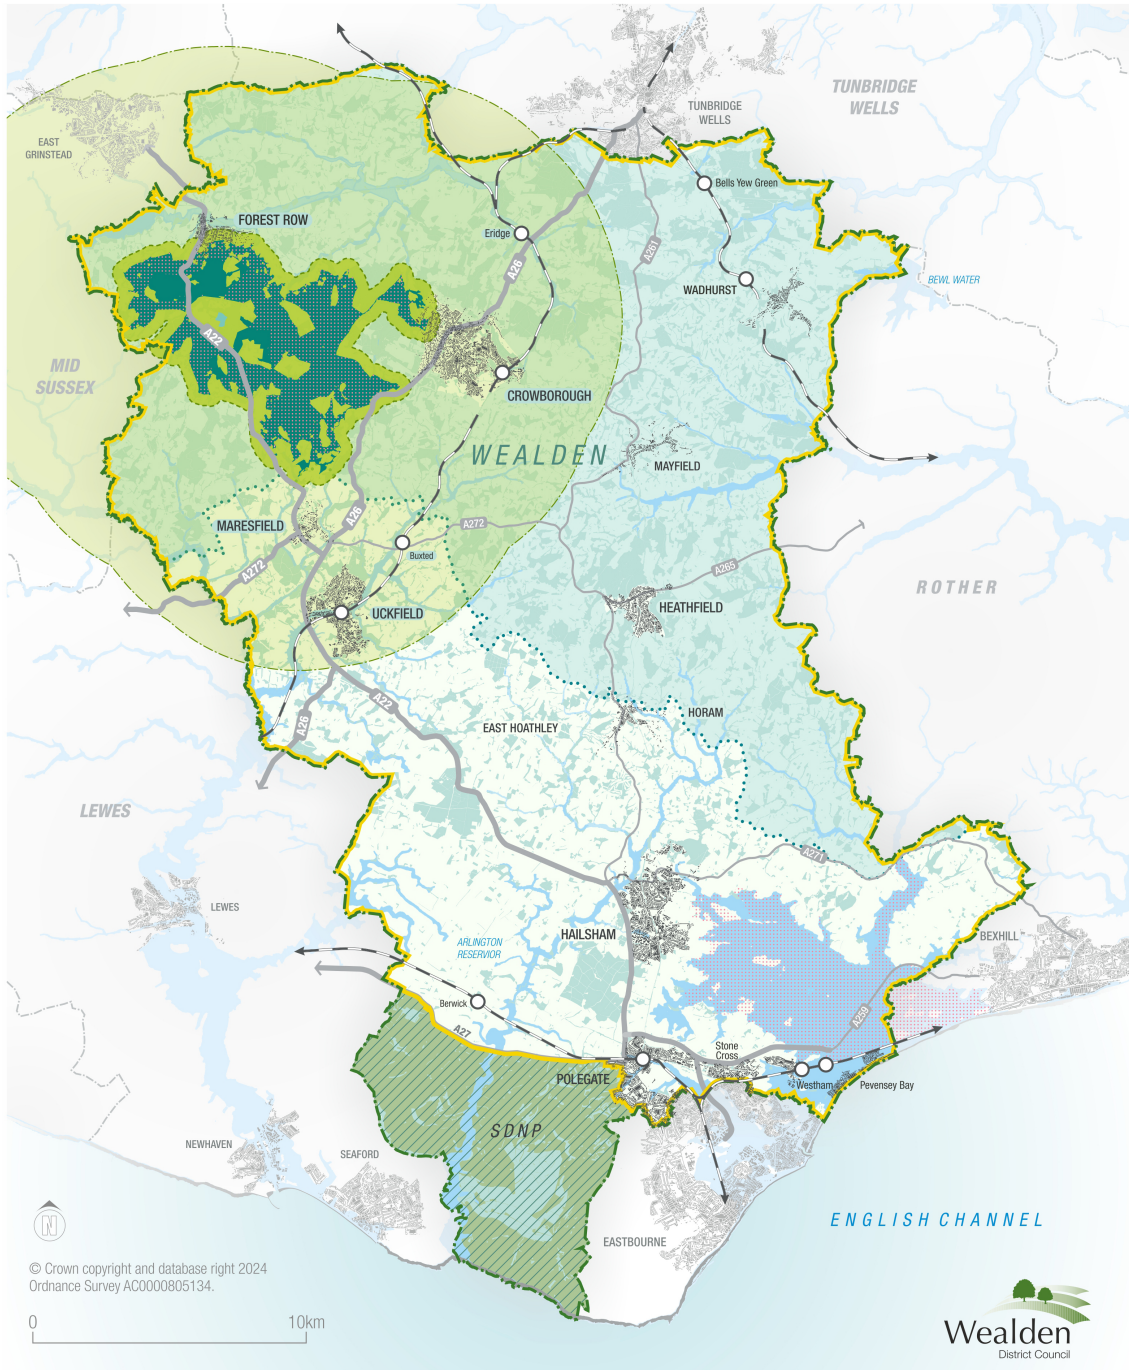 TUNBRIDGE
WELLS
TUNBRIDGE
WELLS
EAST
GRINSTEAD
Bells Yew Green
FOREST ROW
Eridge
A261
A26
BEWL WATER
WADHURST
A22
MID
SUSSEX
CROWBOROUGH
WEALDEN
MAYFIELD
MARESFIELD
A26
A272
Buxted
A265
A272
ROTHER
HEATHFIELD
UCKFIELD
A22
HORAM
A26
EAST HOATHLEY
LEWES
A271
LEWES
HAILSHAM
BEXHILL
ARLINGTON
RESERVIOR
Berwick
A259
A27
Stone
Cross
POLEGATE
Westham
Pevensey Bay
SDNP
NEWHAVEN
SEAFORD
ENGLISH CHANNEL
EASTBOURNE
N
© Crown copyright and database right 2024
Ordnance Survey AC0000805134.
0 10km
Wealden
District Council